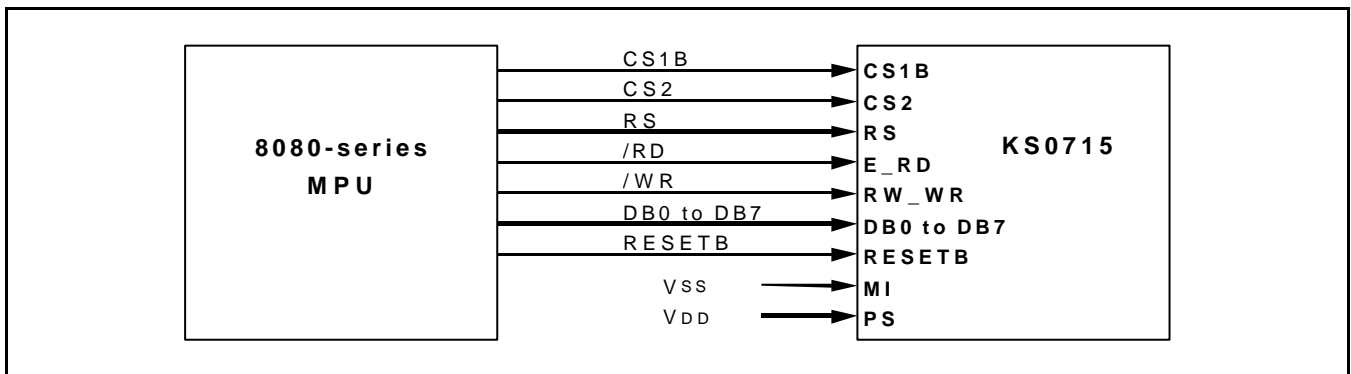 8080-series
MPU
CS1B
CS2
RS
/RD
/WR
DB0 to DB7
RESETB
VSS
VDD
CS1B
CS2
RS
E_RD
RW_WR
DB0 to DB7
RESETB
MI
PS
KS0715